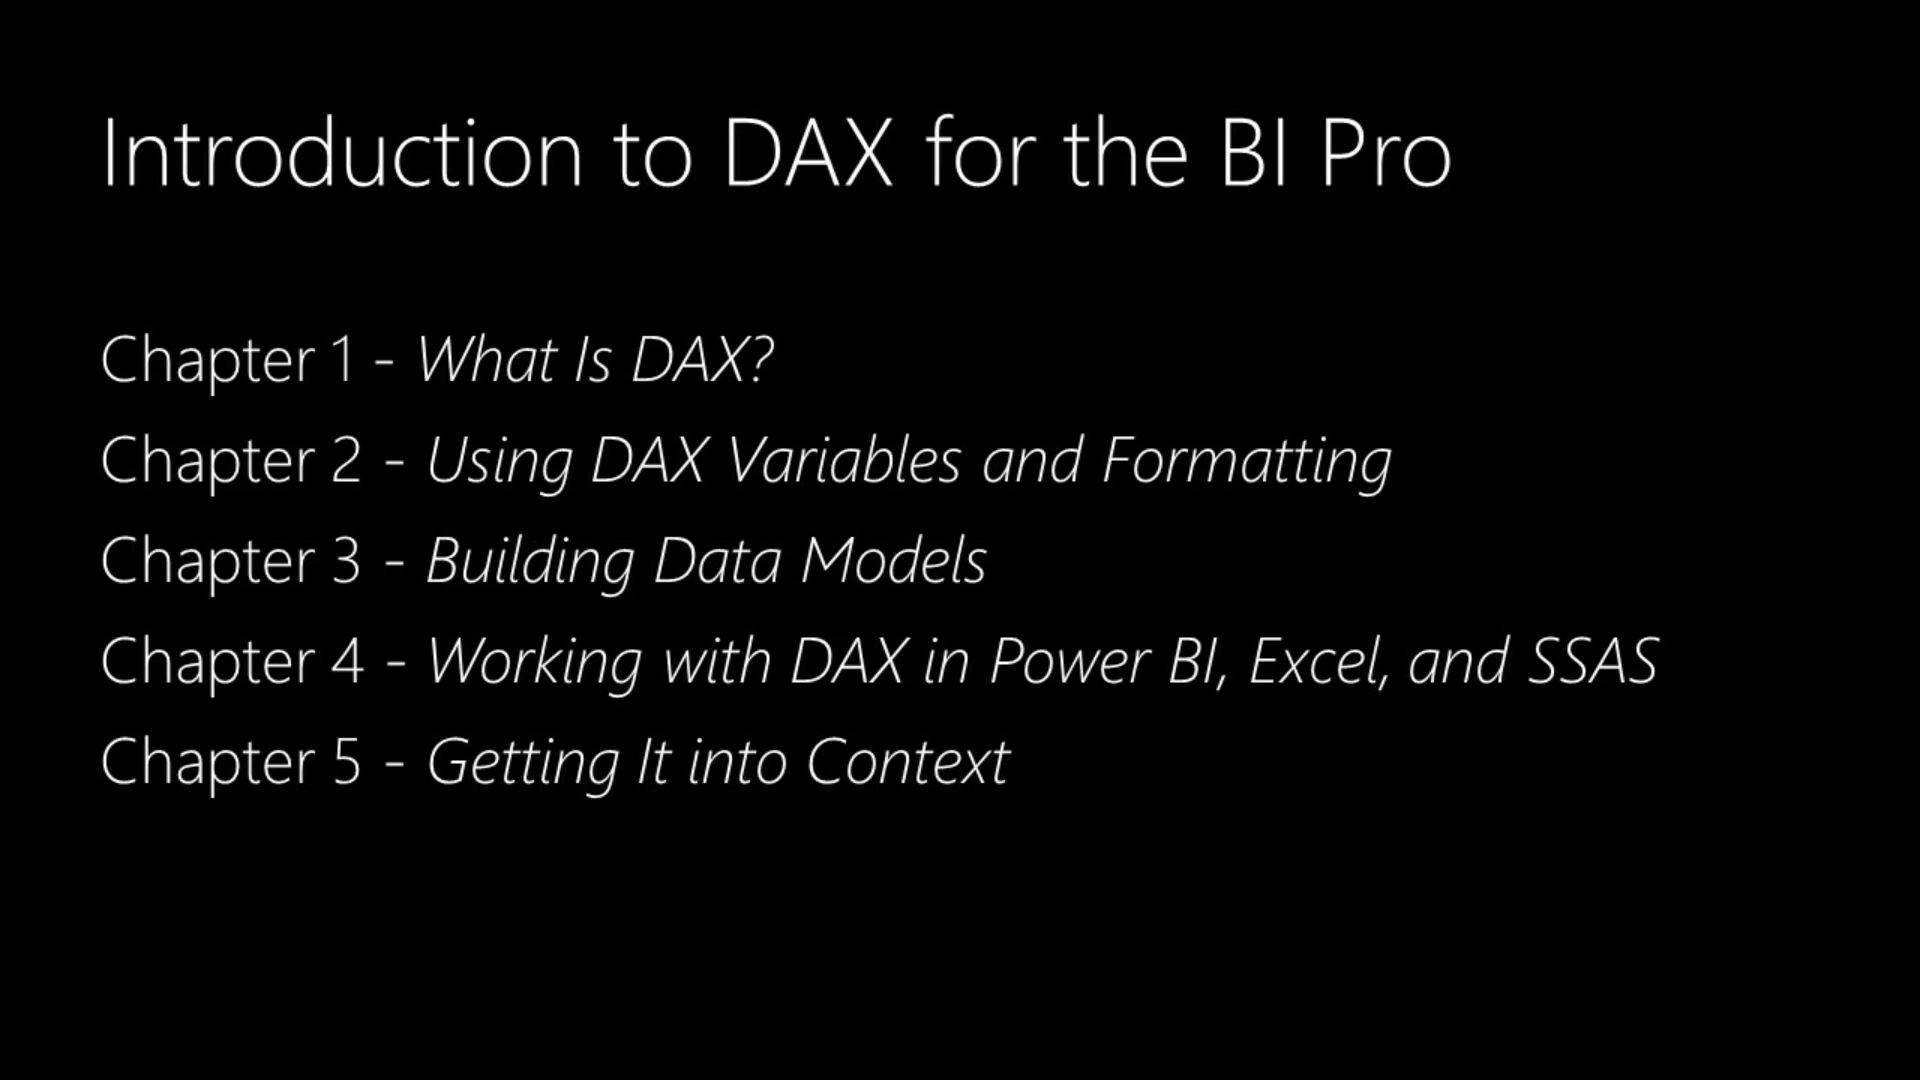 Introduction to DAX for the BI Pro
Chapter 1 - What Is DAX?
Chapter 2 - Using DAX Variables and Formatting
Chapter 3 - Building Data Models
Chapter 4 - Working with DAX in Power BI, Excel, and SSAS
Chapter 5 - Getting It into Context